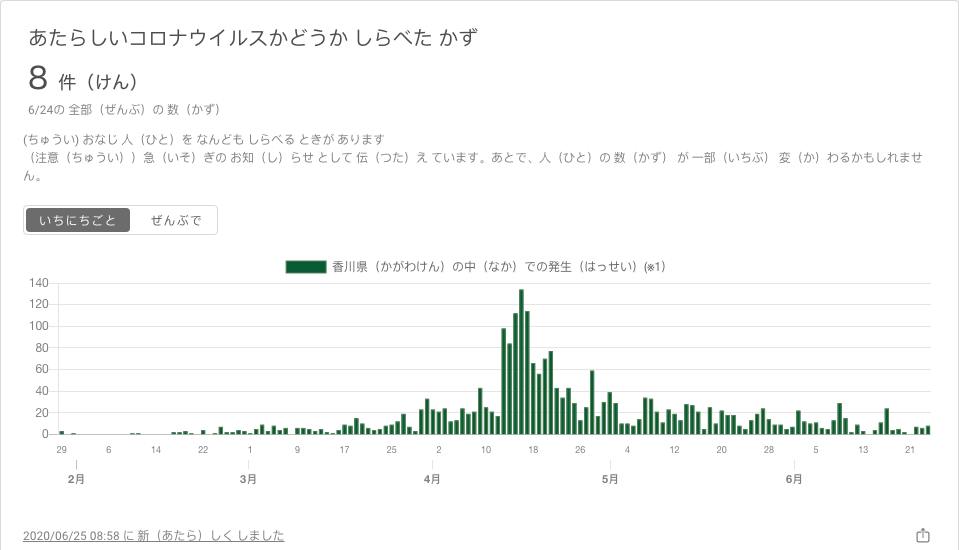 あたらしいコロナウイルスかどうか しらべた かず
8 件（けん）
6/24の 全部（ぜんぶ）の 数（かず）
(ちゅうい) おなじ 人（ひと）を なんども しらべる ときが あります
（注意（ちゅうい））急（いそ）ぎの お知（し）らせ として 伝（つた）え ています。あとで、人（ひと）の 数（かず） が 一部（いちぶ） 変（か）わるかもしれませ
ん。
いちにちごと ぜんぶで
香川県（かがわけん）の中（なか）での発生（はっせい）(※1)
140
120
100
80
60
40
20
0
29 6 14 22 1 9 17 25 2 10 18 26 4 12 20 28 5 13 21
2月 3月 4月 5月 6月
2020/06/25 08:58 に 新（あたら）しく しました